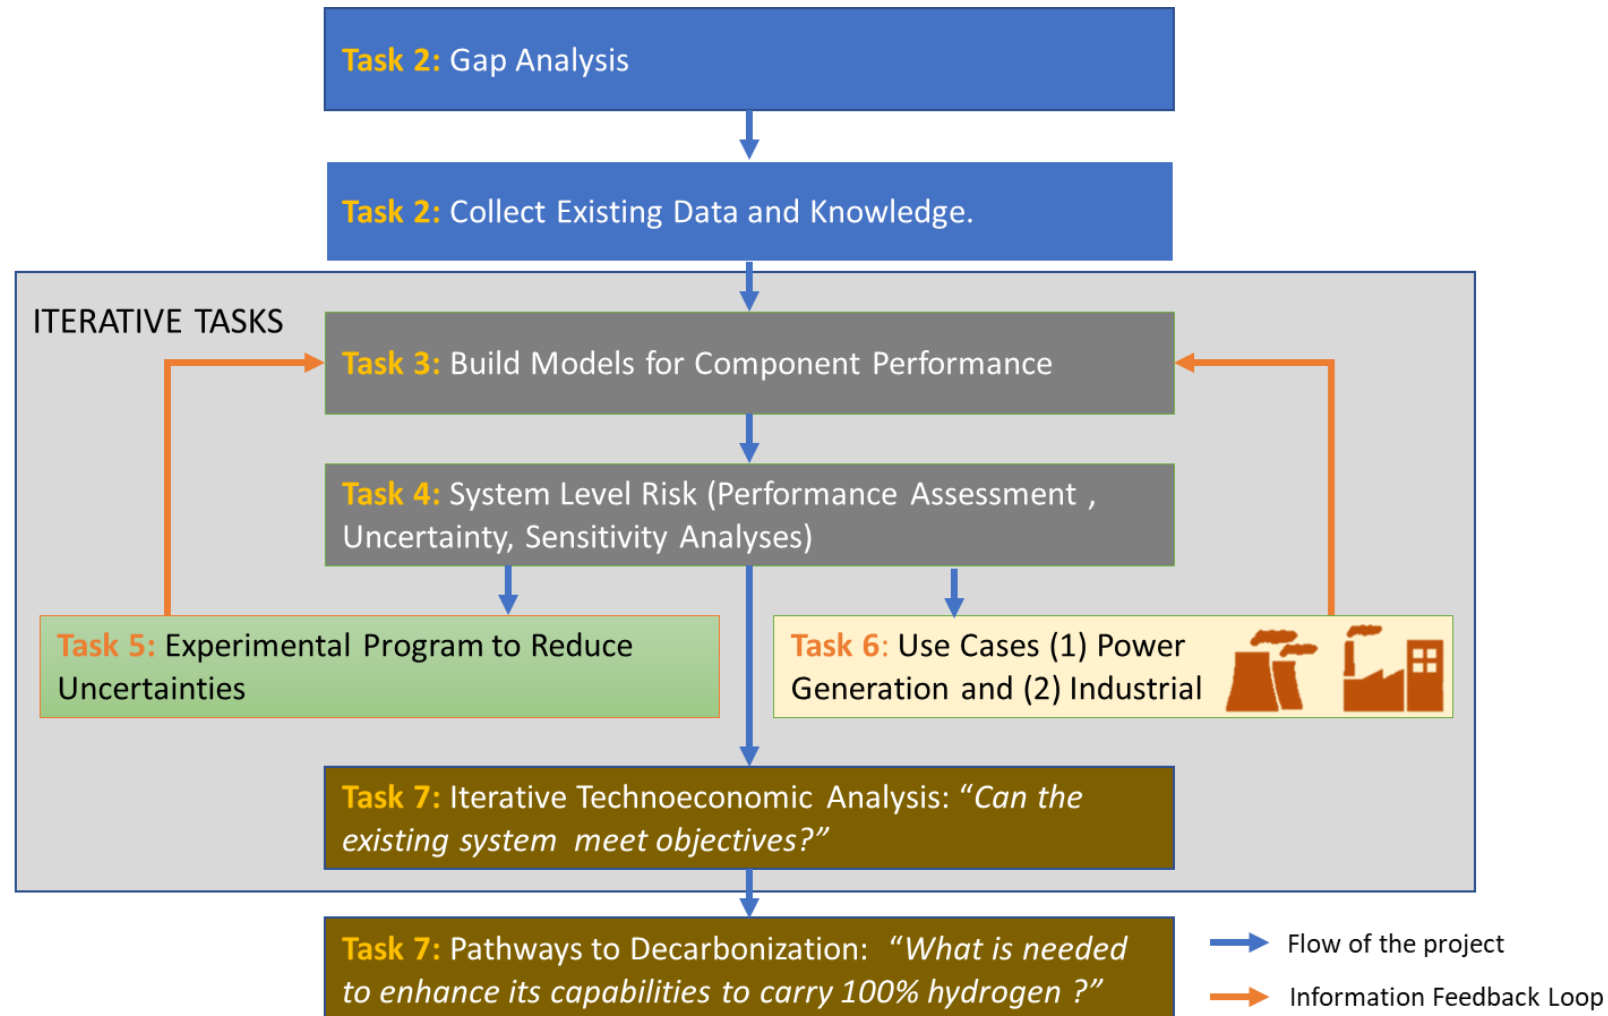 Task 2: Gap Analysis
Task 2: Collect Existing Data and Knowledge.
ITERATIVE TASKS
Task 3: Build Models for Component Performance
Task 4: System Level Risk (Performance Assessment ,
Uncertainty, Sensitivity Analyses)
Task 5: Experimental Program to Reduce
Uncertainties
Task 6: Use Cases (1) Power
Generation and (2) Industrial
Task 7: Iterative Technoeconomic Analysis: “Can the
existing system meet objectives?”
Task 7: Pathways to Decarbonization: “What is needed
to enhance its capabilities to carry 100% hydrogen ?”
Flow of the project
Information Feedback Loop